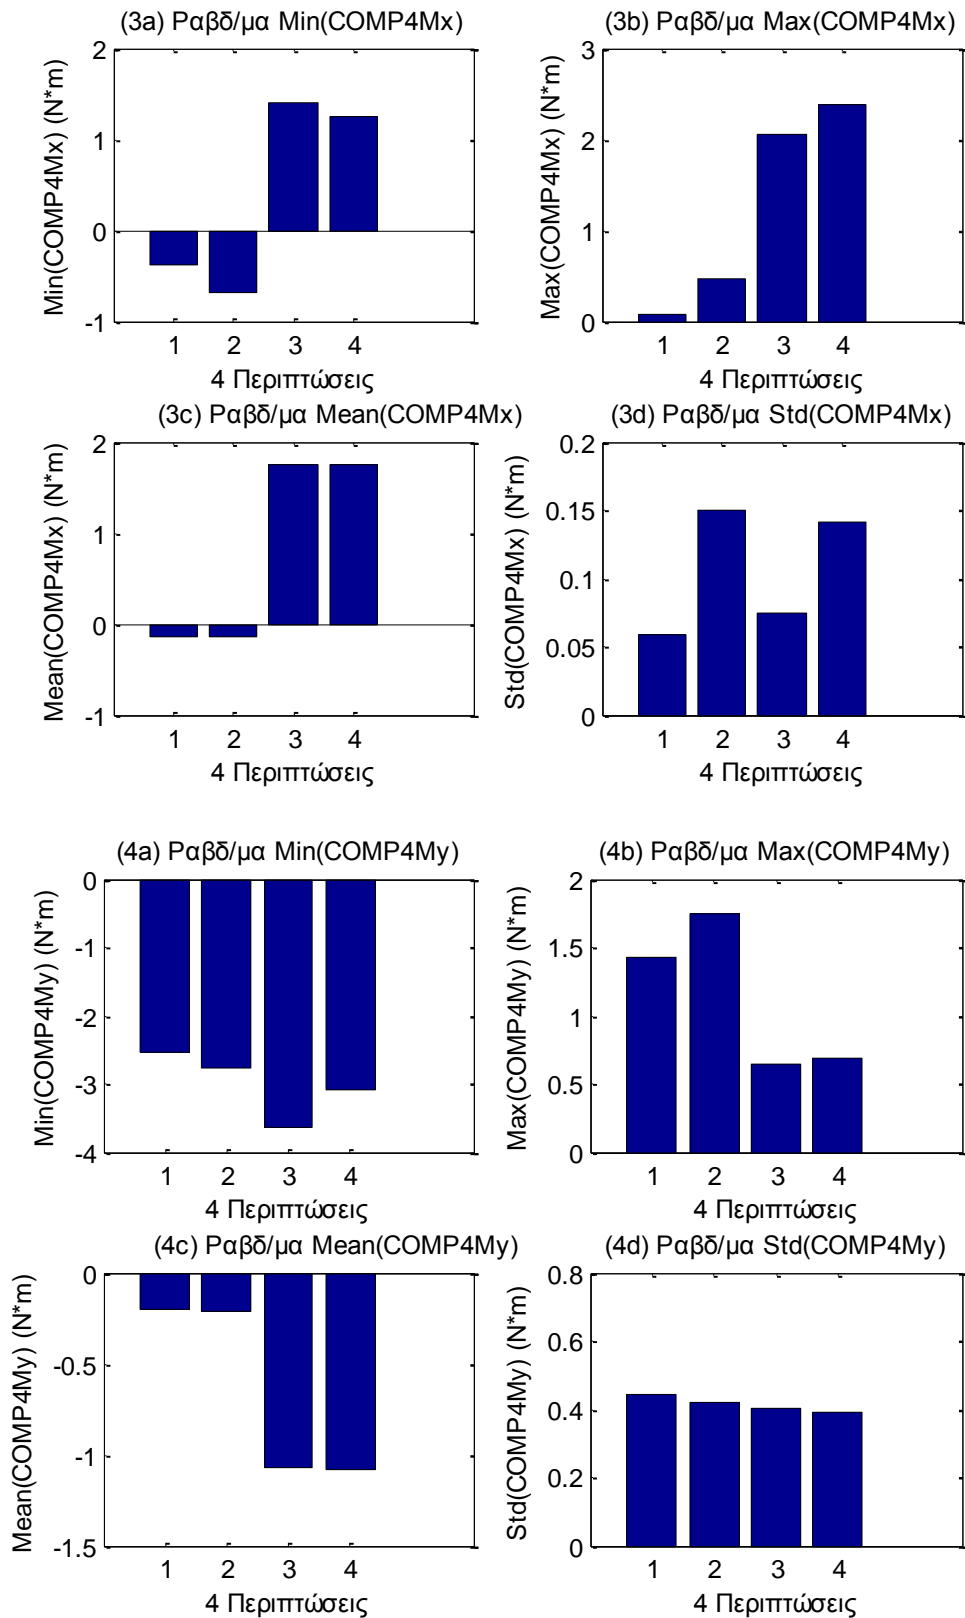 (3a) Ραβδ/μα Min(COMP4Mx)
Min(COMP4Mx) (N*m)
2
1
0
-1
1 2 3 4
4 Περιπτώσεις
(3b) Ραβδ/μα Max(COMP4Mx)
Max(COMP4Mx) (N*m)
3
2
1
0
1 2 3 4
4 Περιπτώσεις
(3c) Ραβδ/μα Mean(COMP4Mx)
Mean(COMP4Mx) (N*m)
2
1
0
-1
1 2 3 4
4 Περιπτώσεις
(3d) Ραβδ/μα Std(COMP4Mx)
Std(COMP4Mx) (N*m)
0.2
0.15
0.1
0.05
0
1 2 3 4
4 Περιπτώσεις
(4a) Ραβδ/μα Min(COMP4My)
Min(COMP4My) (N*m)
0
-1
-2
-3
-4
1 2 3 4
4 Περιπτώσεις
(4b) Ραβδ/μα Max(COMP4My)
Max(COMP4My) (N*m)
2
1.5
1
0.5
0
1 2 3 4
4 Περιπτώσεις
(4c) Ραβδ/μα Mean(COMP4My)
Mean(COMP4My) (N*m)
0
-0.5
-1
-1.5
1 2 3 4
4 Περιπτώσεις
(4d) Ραβδ/μα Std(COMP4My)
Std(COMP4My) (N*m)
0.8
0.6
0.4
0.2
0
1 2 3 4
4 Περιπτώσεις